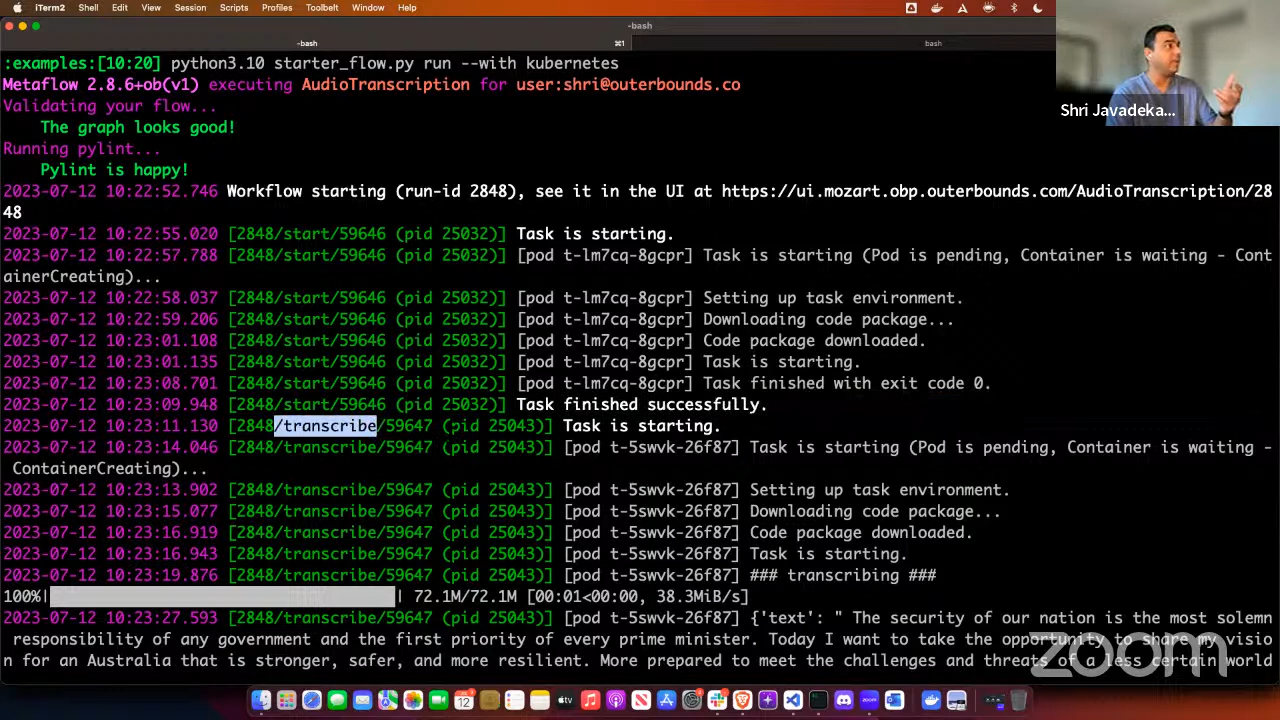 iTerm2 Shell Edit View Session Scripts Profiles Toolbelt Window Help
-bash
-bash ⌘1 bash
:examples:[10:20] python3.10 starter_flow.py run --with kubernetes
Metaflow 2.8.6+ob(v1) executing AudioTranscription for user:shri@outerbounds.co
Validating your flow...
The graph looks good!
Running pylint...
Pylint is happy!
2023-07-12 10:22:52.746 Workflow starting (run-id 2848), see it in the UI at https://ui.mozart.obp.outerbounds.com/AudioTranscription/28
48
2023-07-12 10:22:55.020 [2848/start/59646 (pid 25032)] Task is starting.
2023-07-12 10:22:57.788 [2848/start/59646 (pid 25032)] [pod t-lm7cq-8gcpr] Task is starting (Pod is pending, Container is waiting - Cont
ainerCreating)...
2023-07-12 10:22:58.037 [2848/start/59646 (pid 25032)] [pod t-lm7cq-8gcpr] Setting up task environment.
2023-07-12 10:22:59.206 [2848/start/59646 (pid 25032)] [pod t-lm7cq-8gcpr] Downloading code package...
2023-07-12 10:23:01.108 [2848/start/59646 (pid 25032)] [pod t-lm7cq-8gcpr] Code package downloaded.
2023-07-12 10:23:01.135 [2848/start/59646 (pid 25032)] [pod t-lm7cq-8gcpr] Task is starting.
2023-07-12 10:23:08.701 [2848/start/59646 (pid 25032)] [pod t-lm7cq-8gcpr] Task finished with exit code 0.
2023-07-12 10:23:09.948 [2848/start/59646 (pid 25032)] Task finished successfully.
2023-07-12 10:23:11.130 [2848/transcribe/59647 (pid 25043)] Task is starting.
2023-07-12 10:23:14.046 [2848/transcribe/59647 (pid 25043)] [pod t-5swvk-26f87] Task is starting (Pod is pending, Container is waiting -
ContainerCreating)...
2023-07-12 10:23:13.902 [2848/transcribe/59647 (pid 25043)] [pod t-5swvk-26f87] Setting up task environment.
2023-07-12 10:23:15.077 [2848/transcribe/59647 (pid 25043)] [pod t-5swvk-26f87] Downloading code package...
2023-07-12 10:23:16.919 [2848/transcribe/59647 (pid 25043)] [pod t-5swvk-26f87] Code package downloaded.
2023-07-12 10:23:16.943 [2848/transcribe/59647 (pid 25043)] [pod t-5swvk-26f87] Task is starting.
2023-07-12 10:23:19.876 [2848/transcribe/59647 (pid 25043)] [pod t-5swvk-26f87] ### transcribing ###
100%| | 72.1M/72.1M [00:01<00:00, 38.3MiB/s]
2023-07-12 10:23:27.593 [2848/transcribe/59647 (pid 25043)] [pod t-5swvk-26f87] {'text': " The security of our nation is the most solemn
responsibility of any government and the first priority of every prime minister. Today I want to take the opportunity to share my visio
n for an Australia that is stronger, safer, and more resilient. More prepared to meet the challenges and threats of a less certain world
Shri Javadeka...
zoom